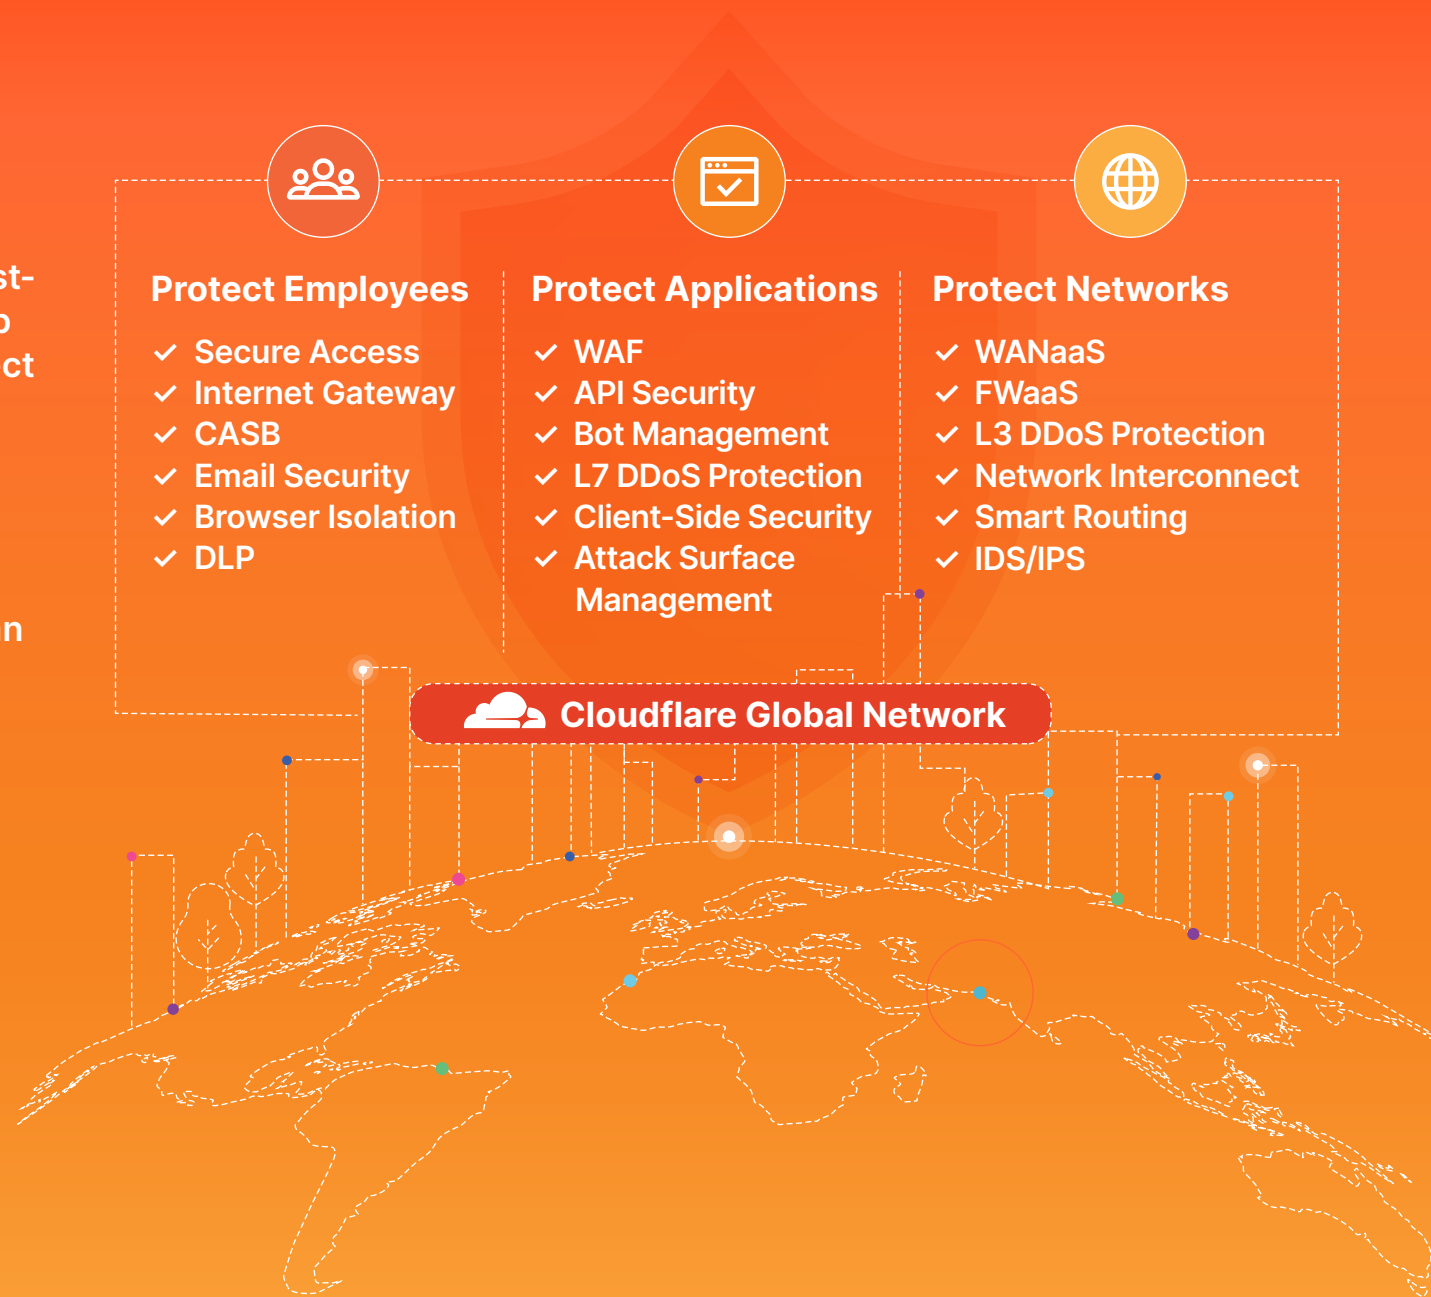 st-
ct
n
Protect Employees
Secure Access
Internet Gateway
CASB
Email Security
Browser Isolation
DLP
Protect Applications
WAF
API Security
Bot Management
L7 DDoS Protection
Client-Side Security
Attack Surface
Management
Protect Networks
WANaaS
FWaaS
L3 DDoS Protection
Network Interconnect
Smart Routing
IDS/IPS
Cloudflare Global Network